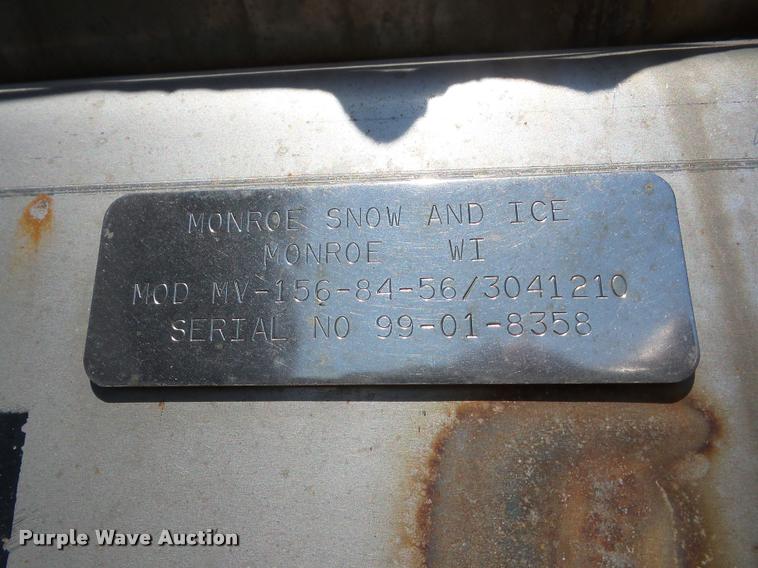 MONROE SNOW AND ICE
MONROE WI
MOD MV-156-84-56/3041210
SERIAL NO 99-01-8358
Purple Wave Auction